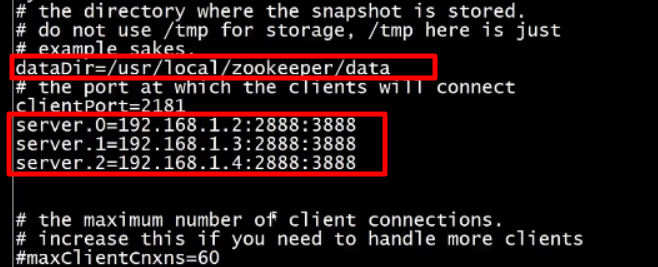 # the directory where the snapshot is stored.
# do not use /tmp for storage, /tmp here is just
# example sakes.
dataDir=/usr/local/zookeeper/data
# the port at which the clients will connect
clientPort=2181
server.0=192.168.1.2:2888:3888
server.1=192.168.1.3:2888:3888
server.2=192.168.1.4:2888:3888
# the maximum number of client connections.
# increase this if you need to handle more clients
#maxClientCnxns=60